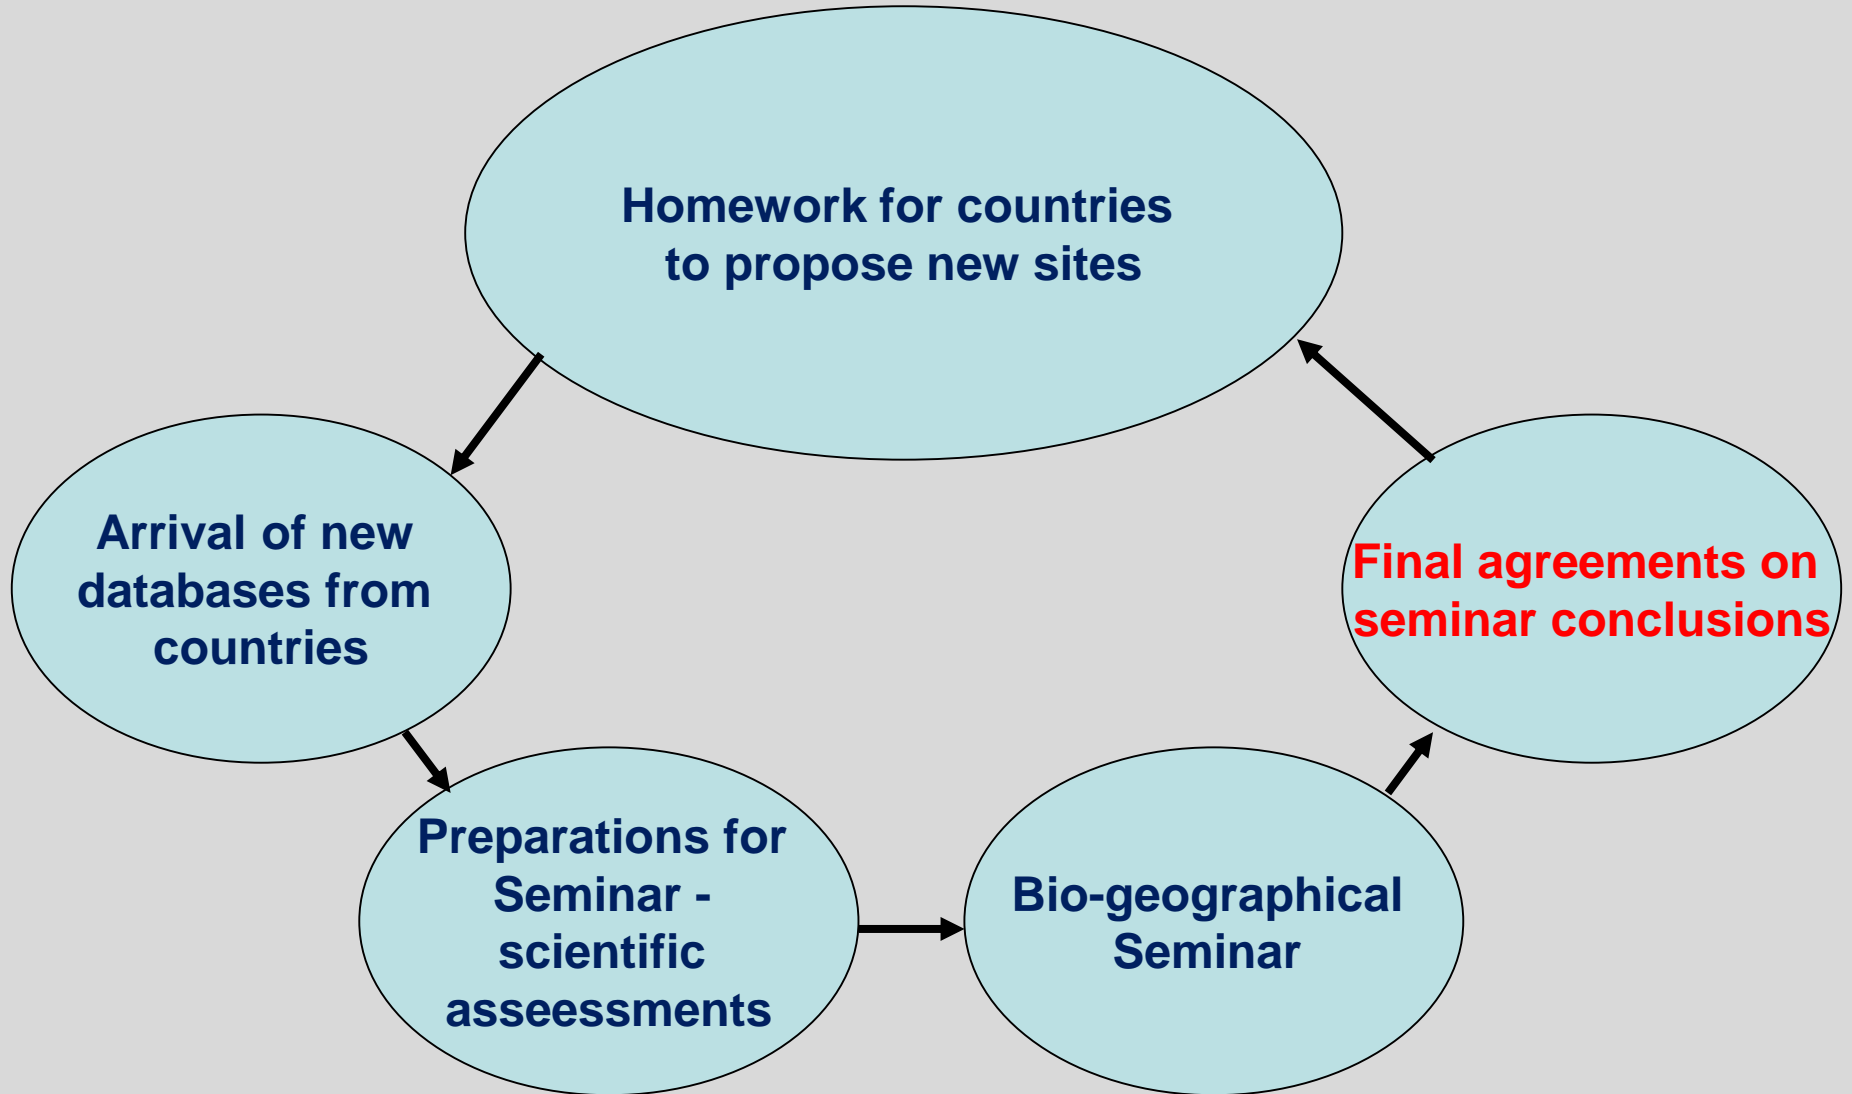 Homework for countries
to propose new sites
Arrival of new
databases from
countries
Final agreements on
seminar conclusions
Preparations for
Seminar -
scientific
asseessments
Bio-geographical
Seminar